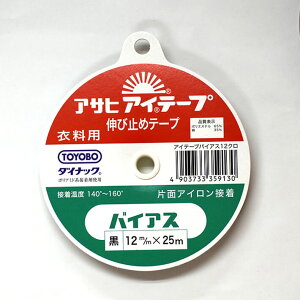 アサヒ アイ®テープ
伸び止めテープ
衣料用
品質表示
ポリエステル 65%
綿 35%
TOYOBO
ダイナック®
アイテープバイアス12クロ
4 903733 359130
接着温度 140°～160°
片面アイロン接着
バイアス
黒 12m/m×25m